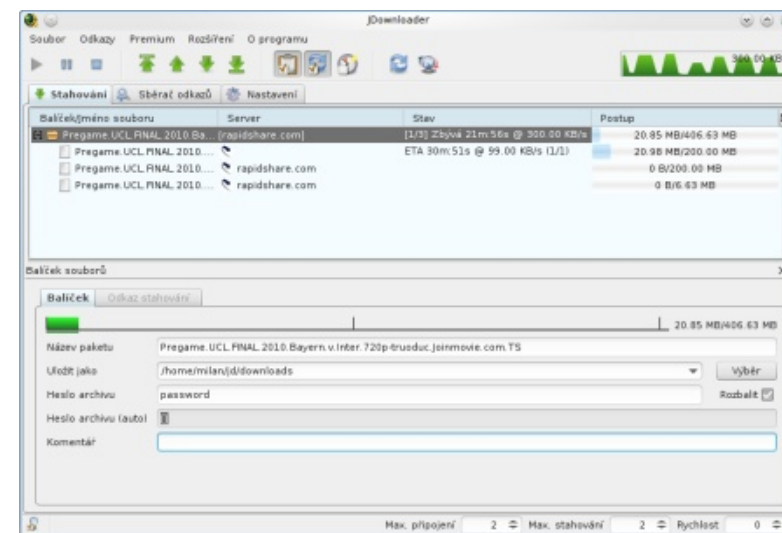 JDownloader
Soubor Odkazy Premium Rozšíření O programu
300.00 KB
Stahování Sběrač odkazů Nastavení
Balíček/Jméno souboru Server Stav Postup
Pregame.UCL.FINAL.2010.Ba... (rapidshare.com) [1/3] Zbývá 21m:56s @ 300.00 KB/s 20.85 MB/406.63 MB
Pregame.UCL.FINAL.2010.... ETA 30m:51s @ 99.00 KB/s (1/1) 20.98 MB/200.00 MB
Pregame.UCL.FINAL.2010.... rapidshare.com 0 B/200.00 MB
Pregame.UCL.FINAL.2010.... rapidshare.com 0 B/6.63 MB
Balíček souborů
Balíček Odkaz stahování
20.85 MB/406.63 MB
Název paketu Pregame.UCL.FINAL.2010.Bayern.v.Inter.720p-truoduc.Joinmovie.com.TS
Uložit jako /home/milan/jd/downloads Výběr
Heslo archivu password Rozbalit
Heslo archivu (auto) []
Komentář
Max. připojení 2 Max. stahování 2 Rychlost 0